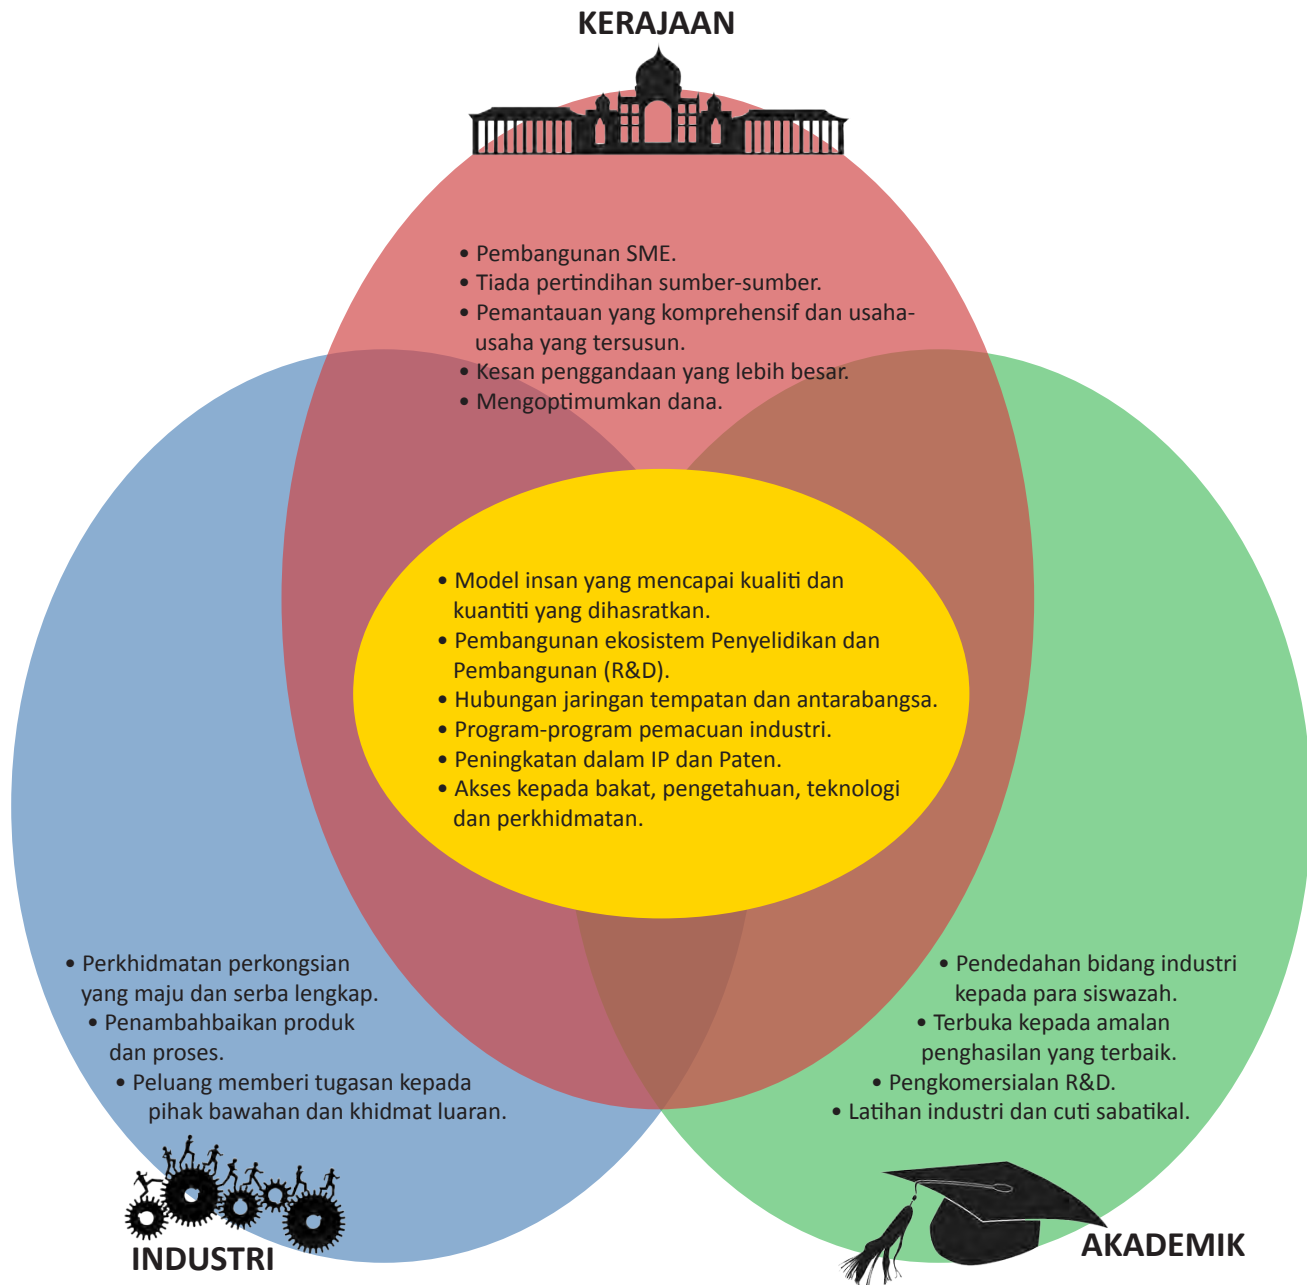 KERAJAAN
• Pembangunan SME.
• Tiada pertindihan sumber-sumber.
• Pemantauan yang komprehensif dan usaha-
usaha yang tersusun.
• Kesan penggandaan yang lebih besar.
• Mengoptimumkan dana.
• Model insan yang mencapai kualiti dan
kuantiti yang dihasratkan.
• Pembangunan ekosistem Penyelidikan dan
Pembangunan (R&D).
• Hubungan jaringan tempatan dan antarabangsa.
• Program-program pemacuan industri.
• Peningkatan dalam IP dan Paten.
• Akses kepada bakat, pengetahuan, teknologi
dan perkhidmatan.
• Perkhidmatan perkongsian
yang maju dan serba lengkap.
• Penambahbaikan produk
dan proses.
• Peluang memberi tugasan kepada
pihak bawahan dan khidmat luaran.
INDUSTRI
• Pendedahan bidang industri
kepada para siswazah.
• Terbuka kepada amalan
penghasilan yang terbaik.
• Pengkomersialan R&D.
• Latihan industri dan cuti sabatikal.
AKADEMIK